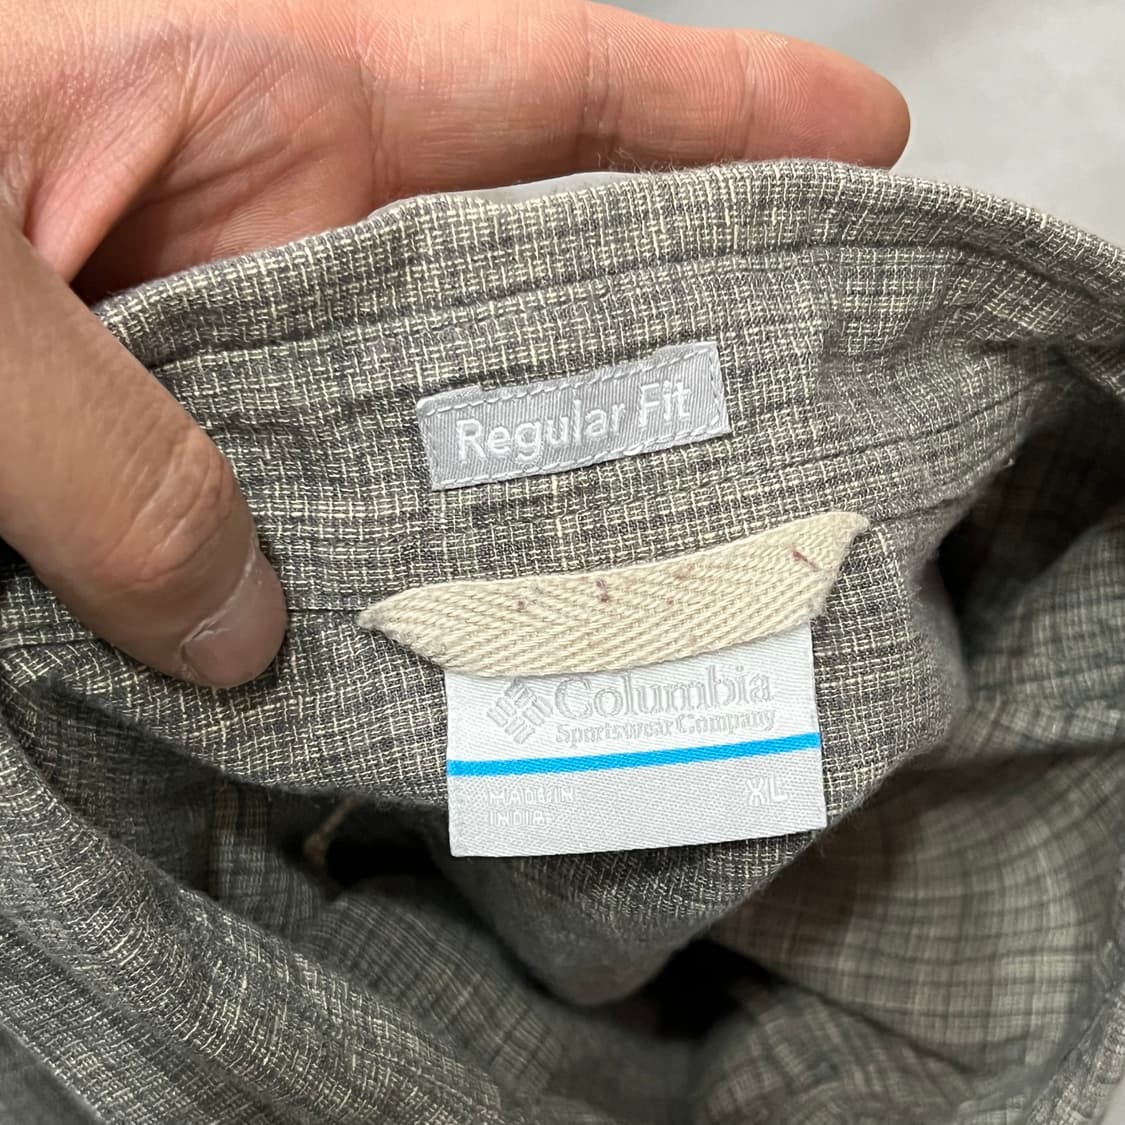 Regular Fit
Columbia
Sportswear Company
MADE IN XL
INDIA